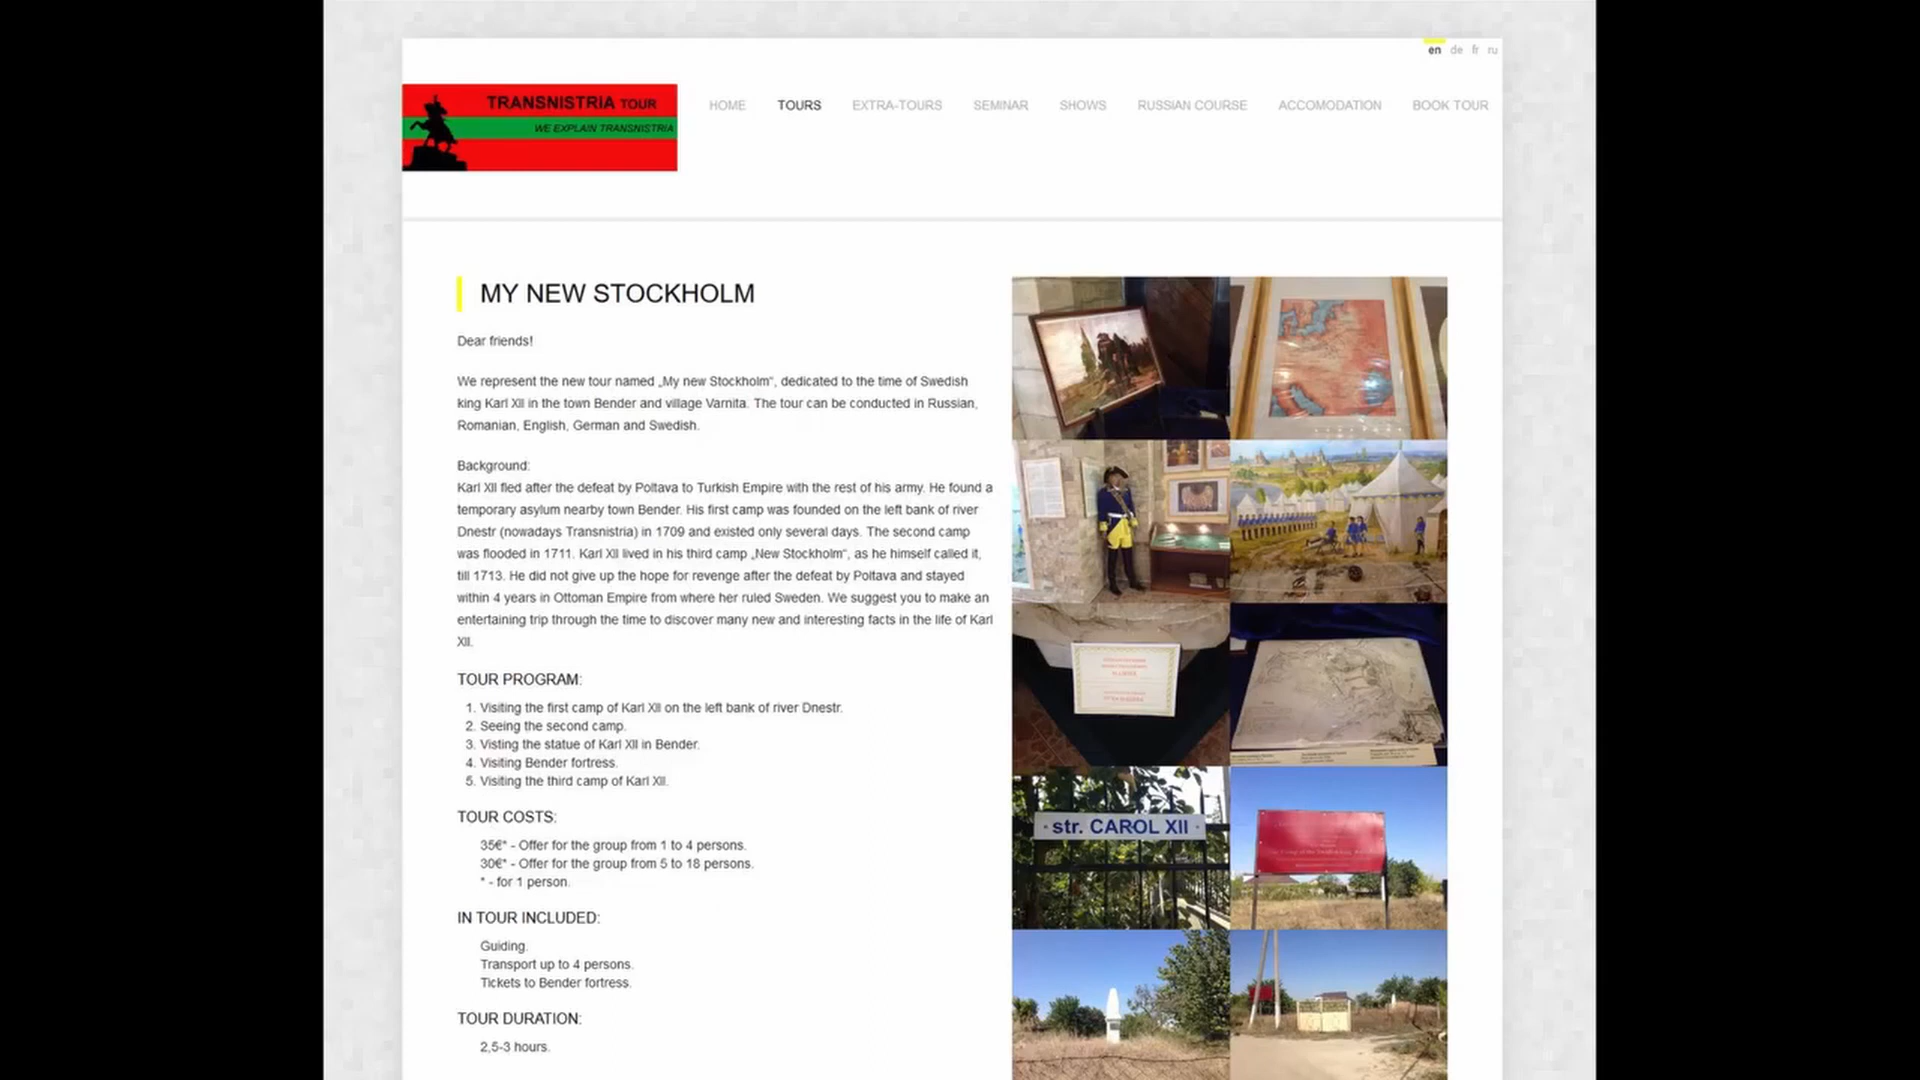 en de fr ru
TRANSNISTRIA TOUR
WE EXPLAIN TRANSNISTRIA
HOME TOURS EXTRA-TOURS SEMINAR SHOWS RUSSIAN COURSE ACCOMODATION BOOK TOUR
MY NEW STOCKHOLM
Dear friends!
We represent the new tour named „My new Stockholm“, dedicated to the time of Swedish
king Karl XII in the town Bender and village Varnita. The tour can be conducted in Russian,
Romanian, English, German and Swedish.
Background:
Karl XII fled after the defeat by Poltava to Turkish Empire with the rest of his army. He found a
temporary asylum nearby town Bender. His first camp was founded on the left bank of river
Dnestr (nowadays Transnistria) in 1709 and existed only several days. The second camp
was flooded in 1711. Karl XII lived in his third camp „New Stockholm“, as he himself called it,
till 1713. He did not give up the hope for revenge after the defeat by Poltava and stayed
within 4 years in Ottoman Empire from where her ruled Sweden. We suggest you to make an
entertaining trip through the time to discover many new and interesting facts in the life of Karl
XII.
TOUR PROGRAM:
1. Visiting the first camp of Karl XII on the left bank of river Dnestr.
2. Seeing the second camp.
3. Visting the statue of Karl XII in Bender.
4. Visiting Bender fortress.
5. Visiting the third camp of Karl XII.
TOUR COSTS:
35€* - Offer for the group from 1 to 4 persons.
30€* - Offer for the group from 5 to 18 persons.
* - for 1 person.
IN TOUR INCLUDED:
Guiding.
Transport up to 4 persons.
Tickets to Bender fortress.
TOUR DURATION:
2,5-3 hours.
str. CAROL XII